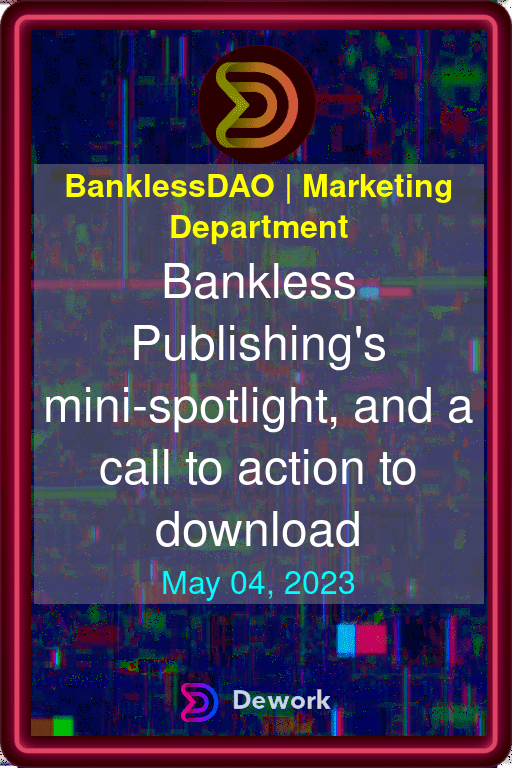 BanklessDAO | Marketing
Department
Bankless
Publishing's
mini-spotlight, and a
call to action to
download
May 04, 2023
Dework